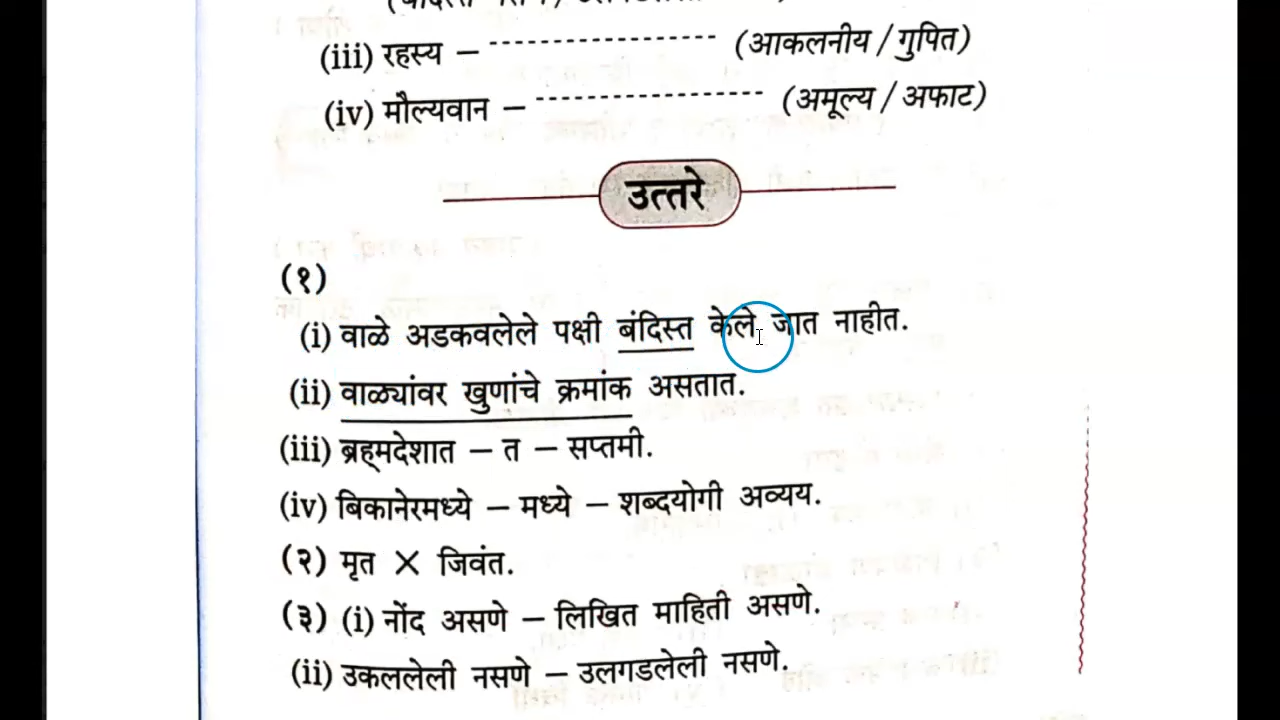 (iii) रहस्य – ---------------------- (आकलनीय / गुपित)
(iv) मौल्यवान – ---------------------- (अमूल्य / अफाट)
उत्तरे
(१)
(i) वाळे अडकवलेले पक्षी बंदिस्त केले जात नाहीत.
(ii) वाळ्यांवर खुणांचे क्रमांक असतात.
(iii) ब्रह्मदेशात – त – सप्तमी.
(iv) बिकानेरमध्ये – मध्ये – शब्दयोगी अव्यय.
(२) मृत × जिवंत.
(३) (i) नोंद असणे – लिखित माहिती असणे.
(ii) उकललेली नसणे – उलगडलेली नसणे.